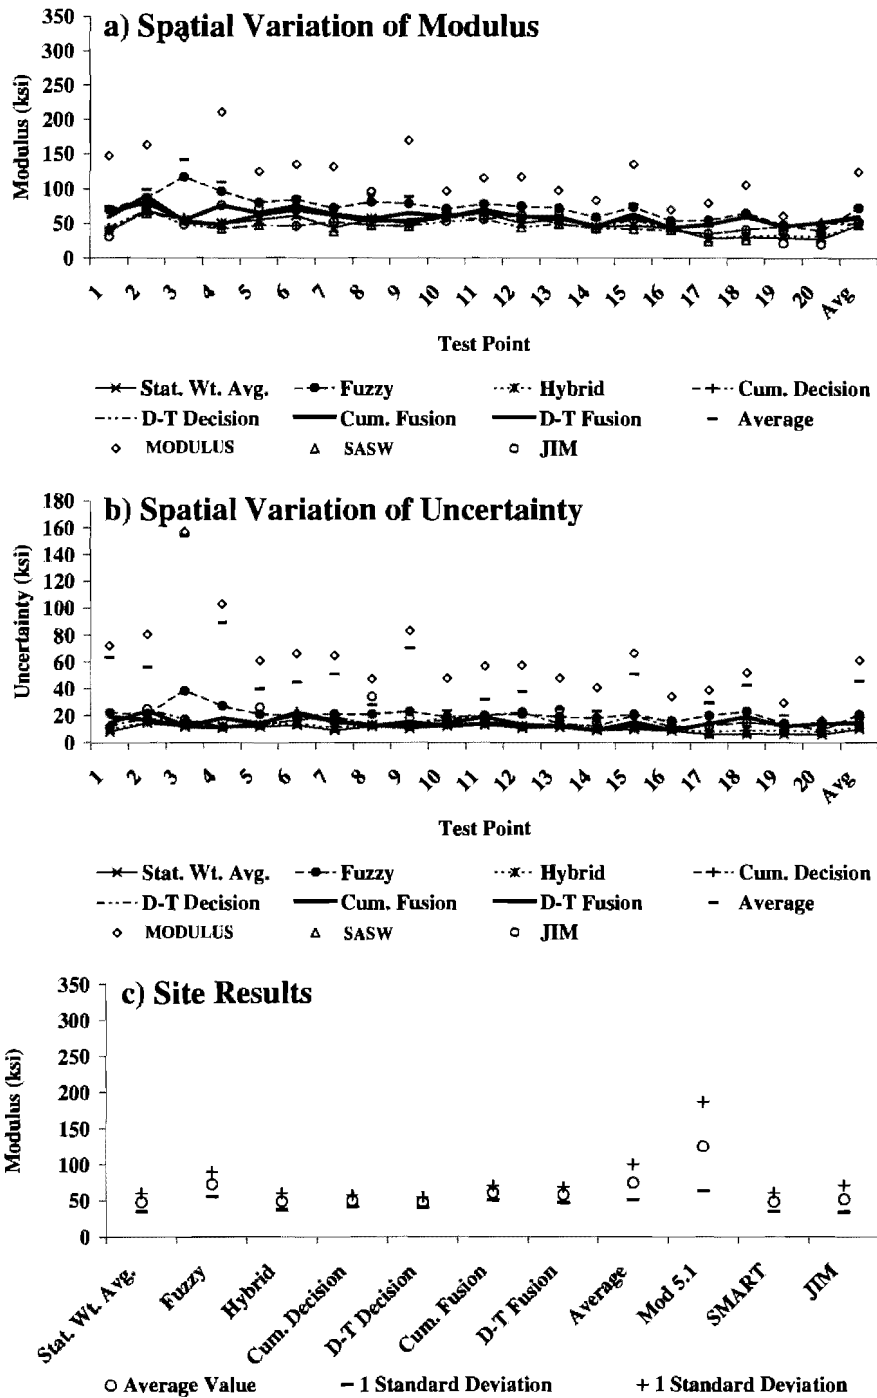 a) Spatial Variation of Modulus
350
300
250
200
150
100
50
0
Modulus (ksi)
1 2 3 4 5 6 7 8 9 10 11 12 13 14 15 16 17 18 19 20 Avg
Test Point
Stat. Wt. Avg. Fuzzy Hybrid Cum. Decision
D-T Decision Cum. Fusion D-T Fusion Average
MODULUS SASW JIM
b) Spatial Variation of Uncertainty
180
160
140
120
100
80
60
40
20
0
Uncertainty (ksi)
1 2 3 4 5 6 7 8 9 10 11 12 13 14 15 16 17 18 19 20 Avg
Test Point
Stat. Wt. Avg. Fuzzy Hybrid Cum. Decision
D-T Decision Cum. Fusion D-T Fusion Average
MODULUS SASW JIM
c) Site Results
350
300
250
200
150
100
50
0
Modulus (ksi)
Stat. Wt. Avg. Fuzzy Hybrid Cum. Decision D-T Decision Cum. Fusion D-T Fusion Average Mod 5.1 SMART JIM
Average Value - 1 Standard Deviation + 1 Standard Deviation